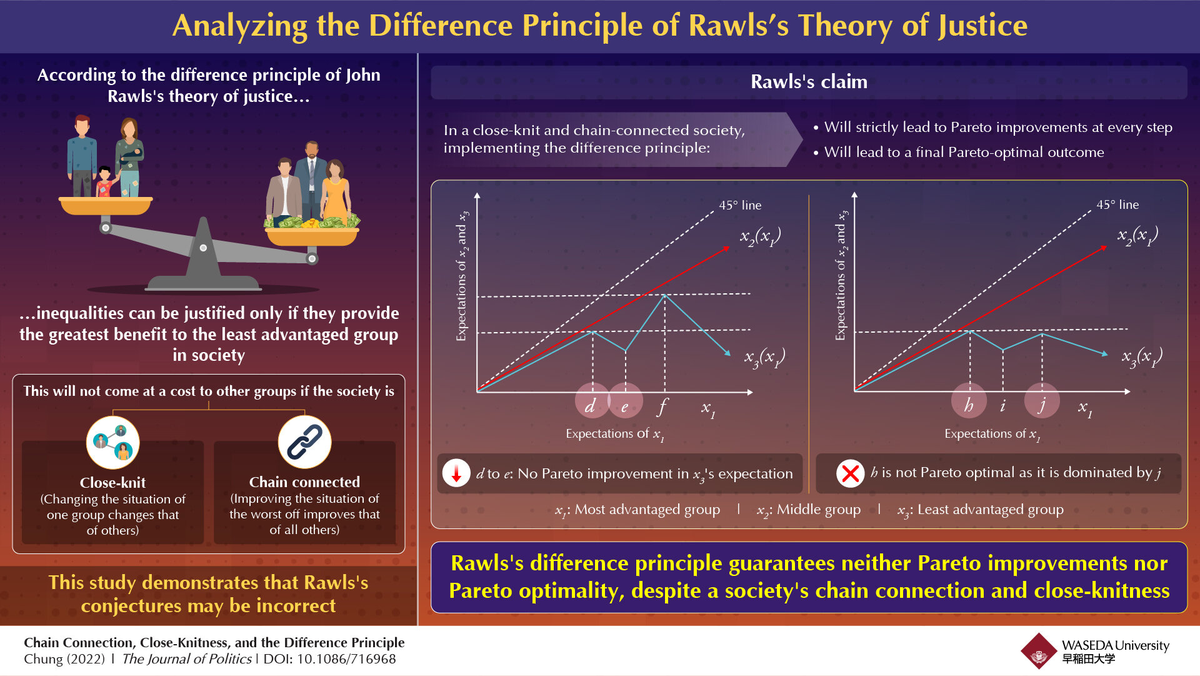 Analyzing the Difference Principle of Rawls’s Theory of Justice
According to the difference principle of John
Rawls's theory of justice...
...inequalities can be justified only if they provide
the greatest benefit to the least advantaged group
in society
This will not come at a cost to other groups if the society is
Close-knit
(Changing the situation of
one group changes that
of others)
Chain connected
(Improving the situation of
the worst off improves that
of all others)
This study demonstrates that Rawls's
conjectures may be incorrect
Rawls's claim
In a close-knit and chain-connected society,
implementing the difference principle:
• Will strictly lead to Pareto improvements at every step
• Will lead to a final Pareto-optimal outcome
Expectations of x₂ and x₃
45° line
x₂(x₁)
x₃(x₁)
d e f x₁
Expectations of x₁
d to e: No Pareto improvement in x₃'s expectation
Expectations of x₂ and x₃
45° line
x₂(x₁)
x₃(x₁)
h i j x₁
Expectations of x₁
h is not Pareto optimal as it is dominated by j
x₁: Most advantaged group | x₂: Middle group | x₃: Least advantaged group
Rawls's difference principle guarantees neither Pareto improvements nor
Pareto optimality, despite a society's chain connection and close-knitness
Chain Connection, Close-Knitness, and the Difference Principle
Chung (2022) | The Journal of Politics | DOI: 10.1086/716968
WASEDA University
早稲田大学